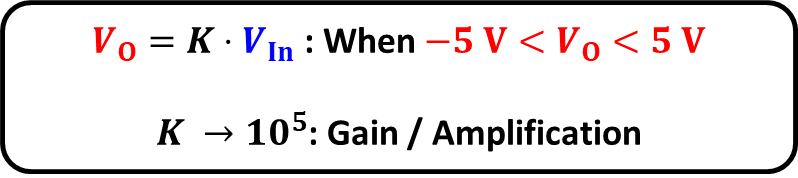 V_O = K · V_In : When −5 V < V_O < 5 V
K → 10^5: Gain / Amplification